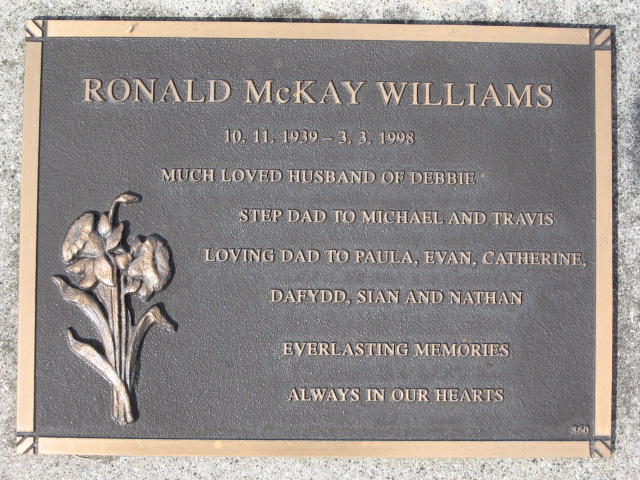 RONALD McKAY WILLIAMS
10. 11. 1939 – 3. 3. 1998
MUCH LOVED HUSBAND OF DEBBIE
STEP DAD TO MICHAEL AND TRAVIS
LOVING DAD TO PAULA, EVAN, CATHERINE,
DAFYDD, SIAN AND NATHAN
EVERLASTING MEMORIES
ALWAYS IN OUR HEARTS
860